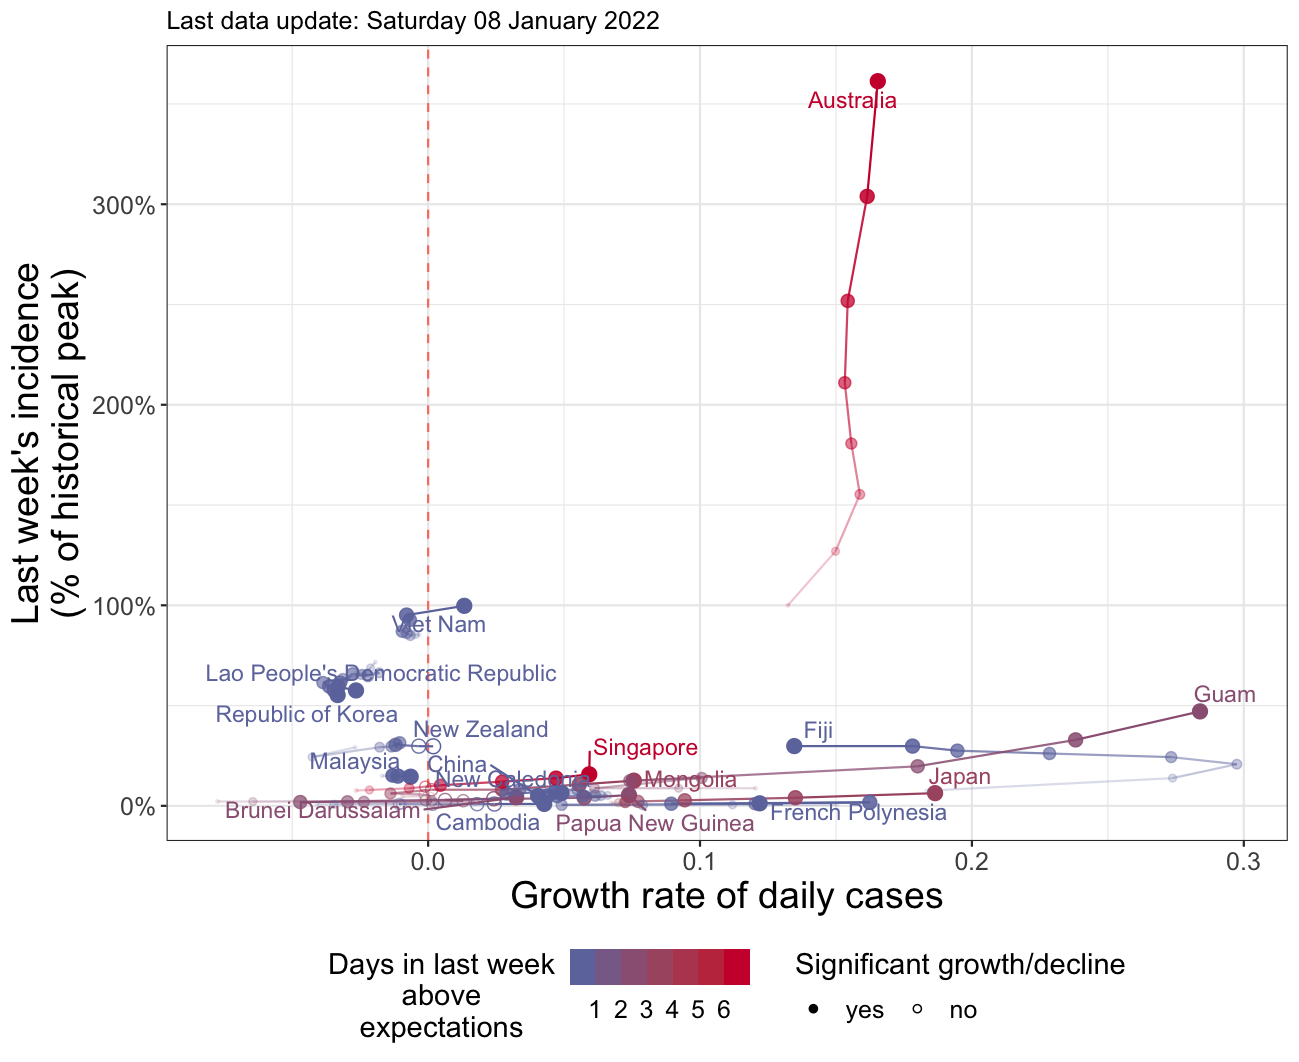 Last data update: Saturday 08 January 2022
Last week's incidence
(% of historical peak)
300%
200%
100%
0%
Australia
Viet Nam
Lao People's Democratic Republic
Republic of Korea
New Zealand
Malaysia
China
New Caledonia
Singapore
Mongolia
Fiji
Guam
Japan
Brunei Darussalam
Cambodia
Papua New Guinea
French Polynesia
0.0 0.1 0.2 0.3
Growth rate of daily cases
Days in last week
above
expectations
1 2 3 4 5 6
Significant growth/decline
yes no